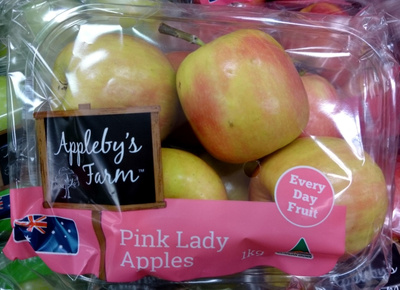 Appleby's
Farm™
Every
Day
Fruit
Pink Lady
Apples
1kg